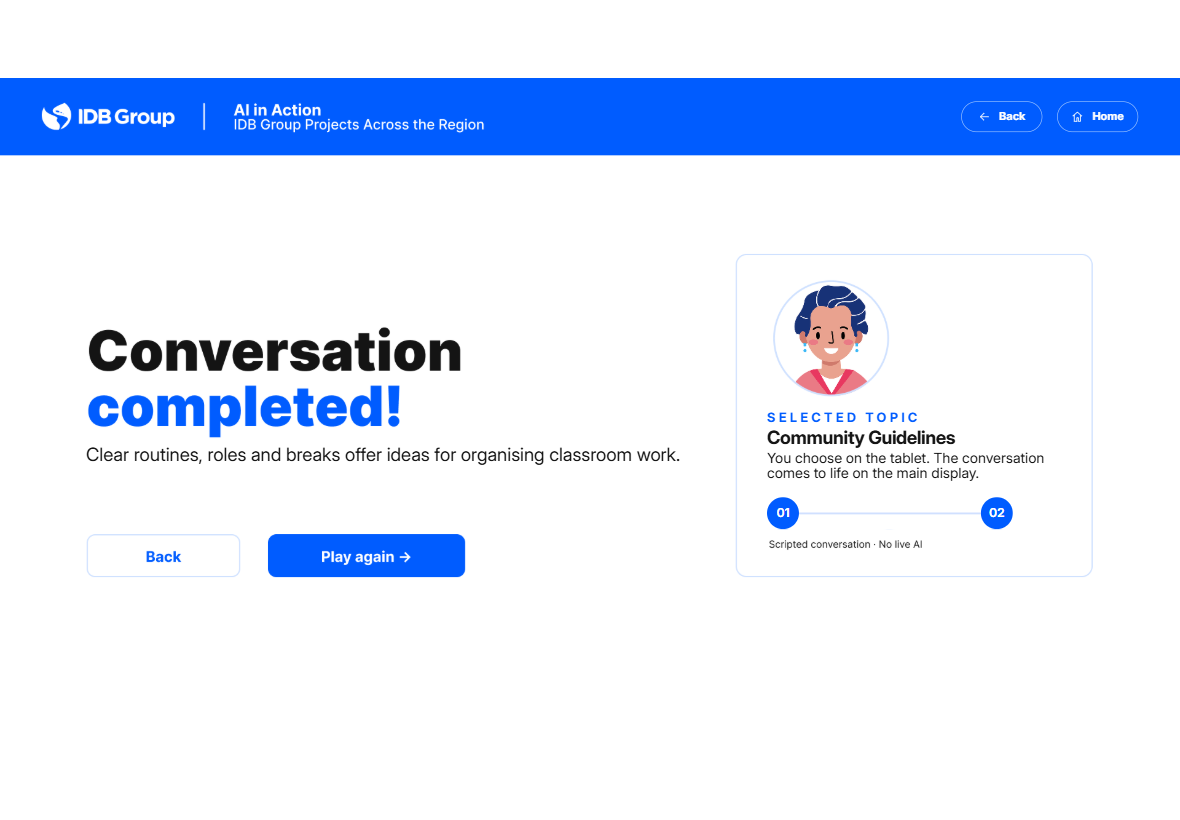 IDB Group
AI in Action
IDB Group Projects Across the Region
← Back
Home
Conversation
completed!
Clear routines, roles and breaks offer ideas for organising classroom work.
Back
Play again →
SELECTED TOPIC
Community Guidelines
You choose on the tablet. The conversation
comes to life on the main display.
01
02
Scripted conversation · No live AI